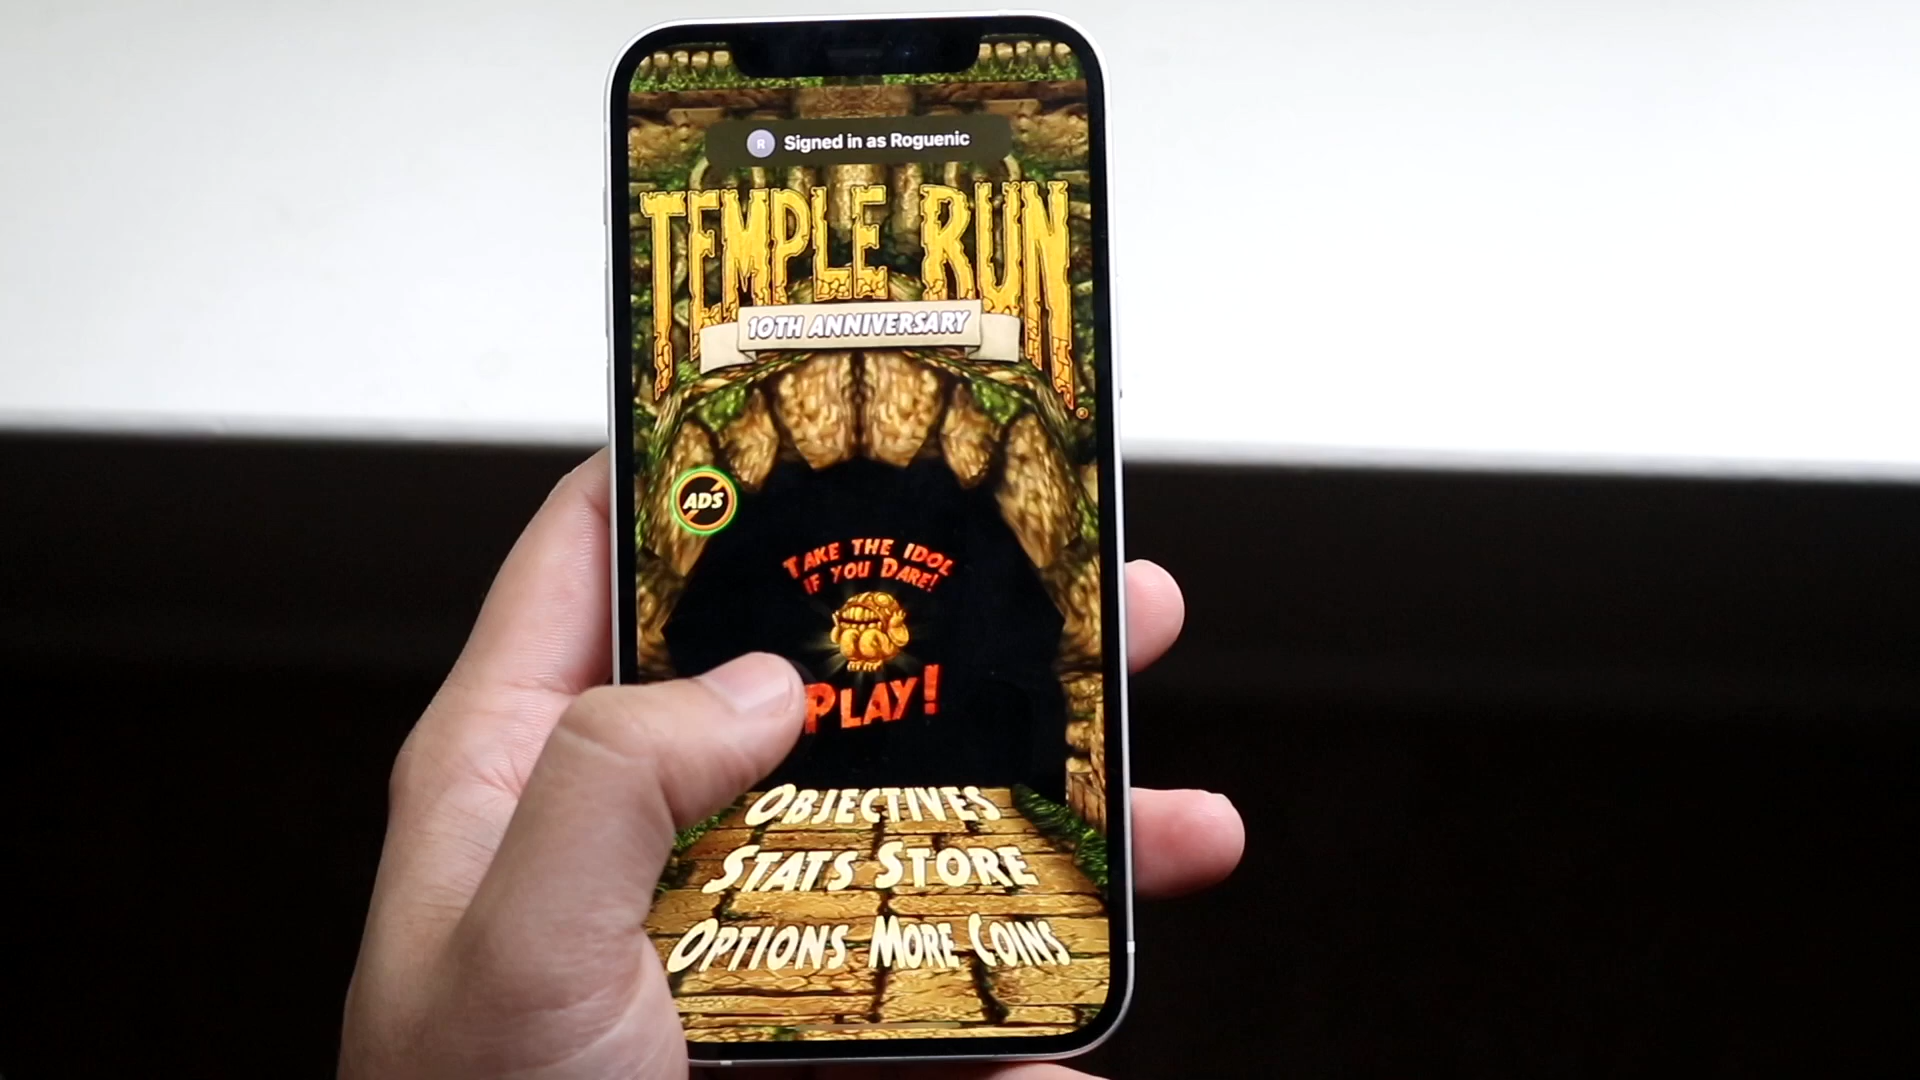 R Signed in as Roguenic
TEMPLE RUN
®
10TH ANNIVERSARY
ADS
TAKE THE IDOL
IF YOU DARE!
PLAY!
OBJECTIVES
STATS STORE
OPTIONS MORE COINS